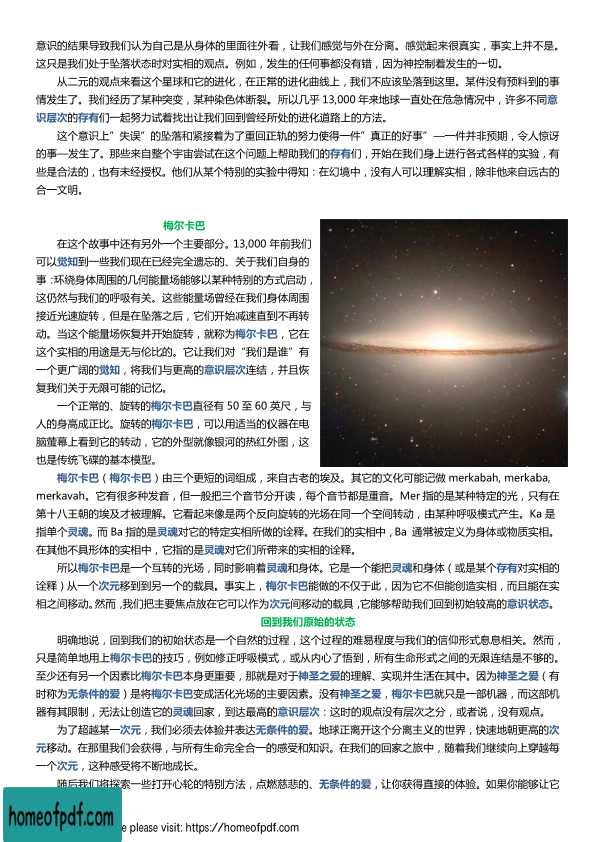 意识的结果导致我们认为自己是从身体的里面往外看，让我们感觉与外在分离。感觉起来很真实，事实上并不是。
这只是我们处于坠落状态时对实相的观点。例如，发生的任何事都没有错，因为神控制着发生的一切。
从二元的观点来看这个星球和它的进化，在正常的进化曲线上，我们不应该坠落到这里。某件没有预料到的事
情发生了。我们经历了某种突变，某种染色体断裂。所以几乎 13,000 年来地球一直处在危急情况中，许多不同意
识层次的存有们一起努力试着找出让我们回到曾经所处的进化道路上的方法。
这个意识上”失误”的坠落和紧接着为了重回正轨的努力使得一件”真正的好事”—一件并非预期，令人惊讶
的事—发生了。那些来自整个宇宙尝试在这个问题上帮助我们的存有们，开始在我们身上进行各式各样的实验，有
些是合法的，也有未经授权。他们从某个特别的实验中得知：在幻境中，没有人可以理解实相，除非他来自远古的
合一文明。
梅尔卡巴
在这个故事中还有另外一个主要部分。13,000 年前我们
可以觉知到一些我们现在已经完全遗忘的、关于我们自身的
事：环绕身体周围的几何能量场能够以某种特别的方式启动，
这仍然与我们的呼吸有关。这些能量场曾经在我们身体周围
接近光速旋转，但是在坠落之后，它们开始减速直到不再转
动。当这个能量场恢复并开始旋转，就称为梅尔卡巴，它在
这个实相的用途是无与伦比的。它让我们对“我们是谁”有
一个更广阔的觉知，将我们与更高的意识层次连结，并且恢
复我们关于无限可能的记忆。
一个正常的、旋转的梅尔卡巴直径有 50 至 60 英尺，与
人的身高成正比。旋转的梅尔卡巴，可以用适当的仪器在电
脑萤幕上看到它的转动，它的外型就像银河的热红外图，这
也是传统飞碟的基本模型。
梅尔卡巴（梅尔卡巴）由三个更短的词组成，来自古老的埃及。其它的文化可能记做 merkabah, merkaba,
merkavah。它有很多种发音，但一般把三个音节分开读，每个音节都是重音。Mer 指的是某种特定的光，只有在
第十八王朝的埃及才被理解。它看起来像是两个反向旋转的光场在同一个空间转动，由某种呼吸模式产生。Ka 是
指单个灵魂。而 Ba 指的是灵魂对它的特定实相所做的诠释。在我们的实相中，Ba 通常被定义为身体或物质实相。
在其他不具形体的实相中，它指的是灵魂对它们所带来的实相的诠释。
所以梅尔卡巴是一个互转的光场，同时影响着灵魂和身体。它是一个能把灵魂和身体（或是某个存有对实相的
诠释）从一个次元移到到另一个的载具。事实上，梅尔卡巴能做的不仅于此，因为它不但能创造实相，而且能在实
相之间移动。然而，我们把主要焦点放在它可以作为次元间移动的载具，它能够帮助我们回到初始较高的意识状态。
回到我们原始的状态
明确地说，回到我们的初始状态是一个自然的过程，这个过程的难易程度与我们的信仰形式息息相关。然而，
只是简单地用上梅尔卡巴的技巧，例如修正呼吸模式，或从内心了悟到，所有生命形式之间的无限连结是不够的。
至少还有另一个因素比梅尔卡巴本身更重要，那就是对于神圣之爱的理解、实现并生活在其中。因为神圣之爱（有
时称为无条件的爱）是将梅尔卡巴变成活化光场的主要因素。没有神圣之爱，梅尔卡巴就只是一部机器，而这部机
器有其限制，无法让创造它的灵魂回家，到达最高的意识层次：这时的观点没有层次之分，或者说，没有观点。
为了超越某一次元，我们必须去体验并表达无条件的爱。地球正离开这个分离主义的世界，快速地朝更高的次
元移动。在那里我们会获得，与所有生命完全合一的感受和知识。在我们的回家之旅中，随着我们继续向上穿越每
一个次元，这种感受将不断地成长。
随后我们将探索一些打开心轮的特别方法，点燃慈悲的、无条件的爱，让你获得直接的体验。如果你能够让它
homeofpdf.com
e please visit: https://homeofpdf.com